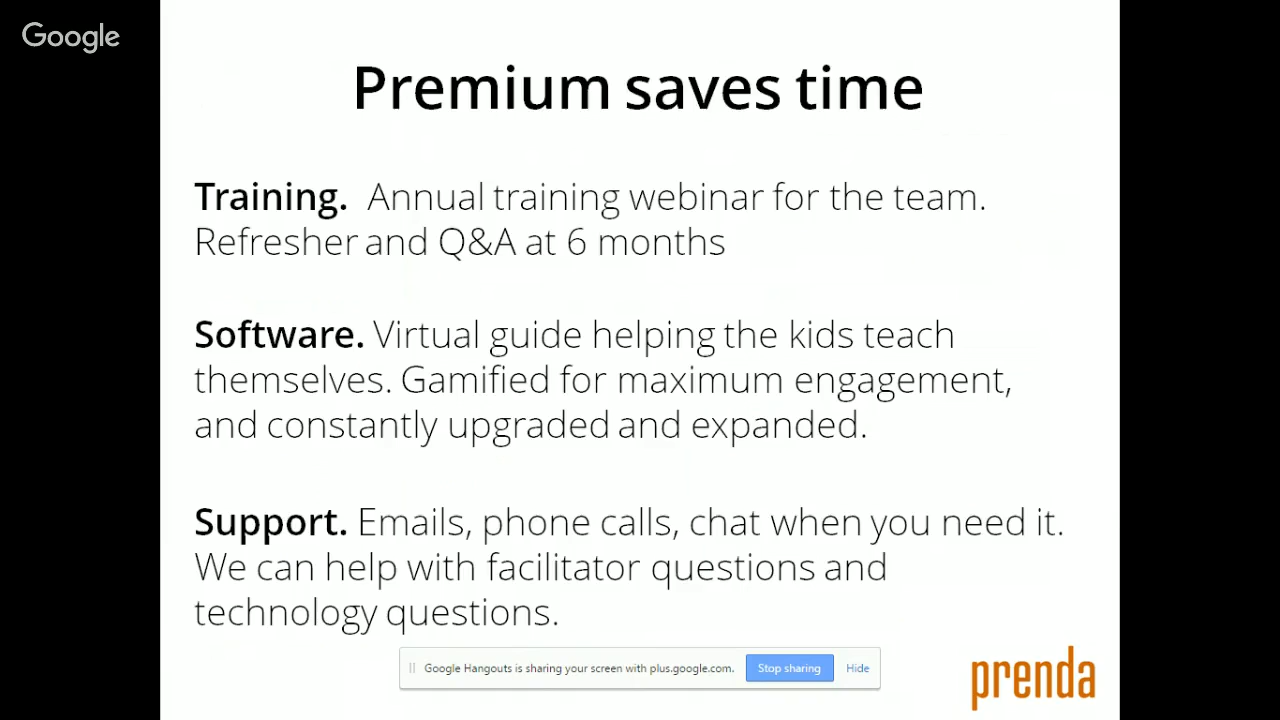 Google
Premium saves time
Training. Annual training webinar for the team.
Refresher and Q&A at 6 months
Software. Virtual guide helping the kids teach
themselves. Gamified for maximum engagement,
and constantly upgraded and expanded.
Support. Emails, phone calls, chat when you need it.
We can help with facilitator questions and
technology questions.
Google Hangouts is sharing your screen with plus.google.com. Stop sharing Hide
prenda